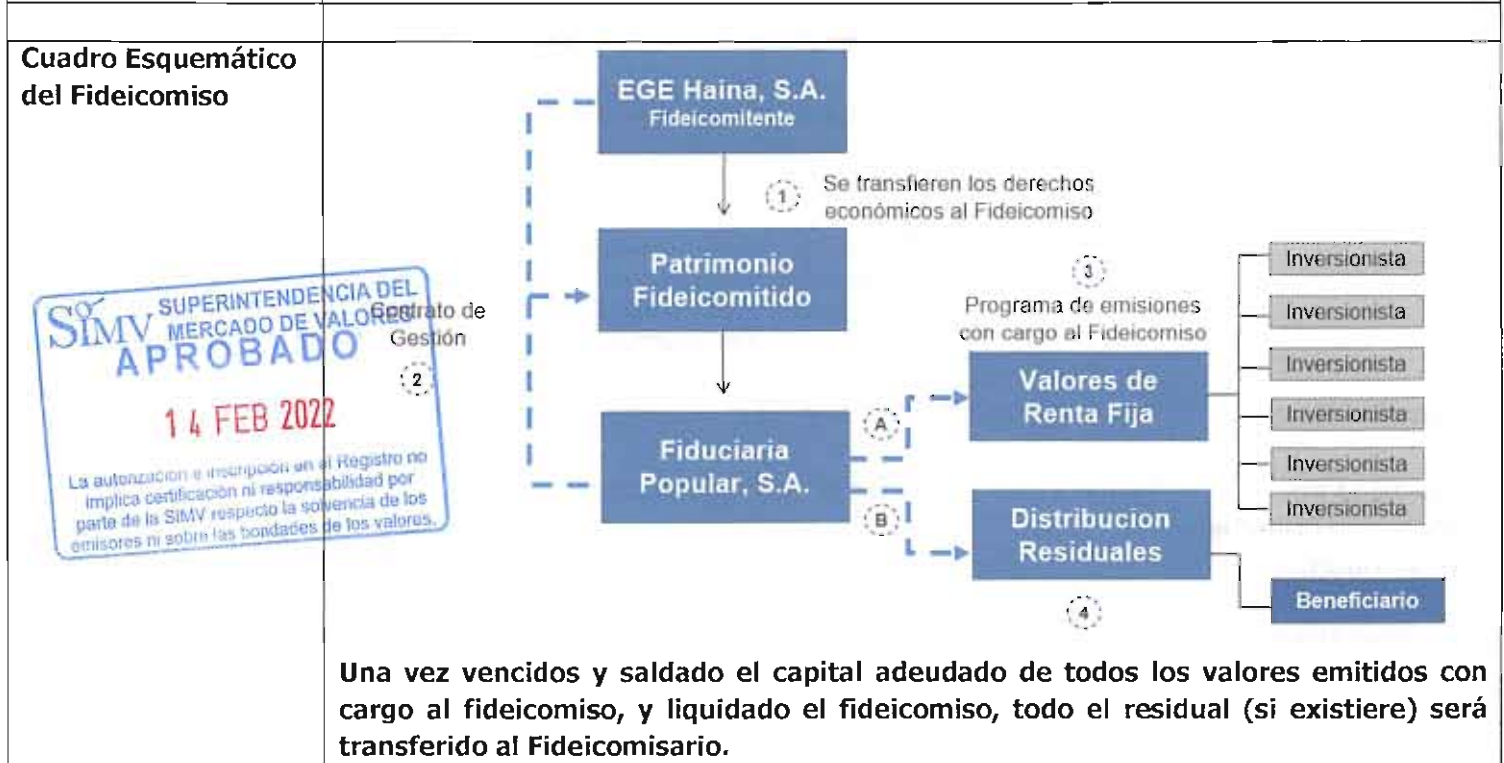 Cuadro Esquemático
del Fideicomiso
EGE Haina, S.A.
Fideicomitente
1
Se transfieren los derechos
económicos al Fideicomiso
Patrimonio
Fideicomitido
3
Programa de emisiones
con cargo al Fideicomiso
Contrato de
Gestión
2
SIMV SUPERINTENDENCIA DEL
MERCADO DE VALORES
APROBADO
14 FEB 2022
La autorización e inscripción en el Registro no
implica certificación ni responsabilidad por
parte de la SIMV respecto la solvencia de los
emisores ni sobre las bondades de los valores.
Fiduciaria
Popular, S.A.
A
B
Valores de
Renta Fija
Distribucion
Residuales
4
Inversionista
Inversionista
Inversionista
Inversionista
Inversionista
Inversionista
Beneficiario
Una vez vencidos y saldado el capital adeudado de todos los valores emitidos con
cargo al fideicomiso, y liquidado el fideicomiso, todo el residual (si existiere) será
transferido al Fideicomisario.